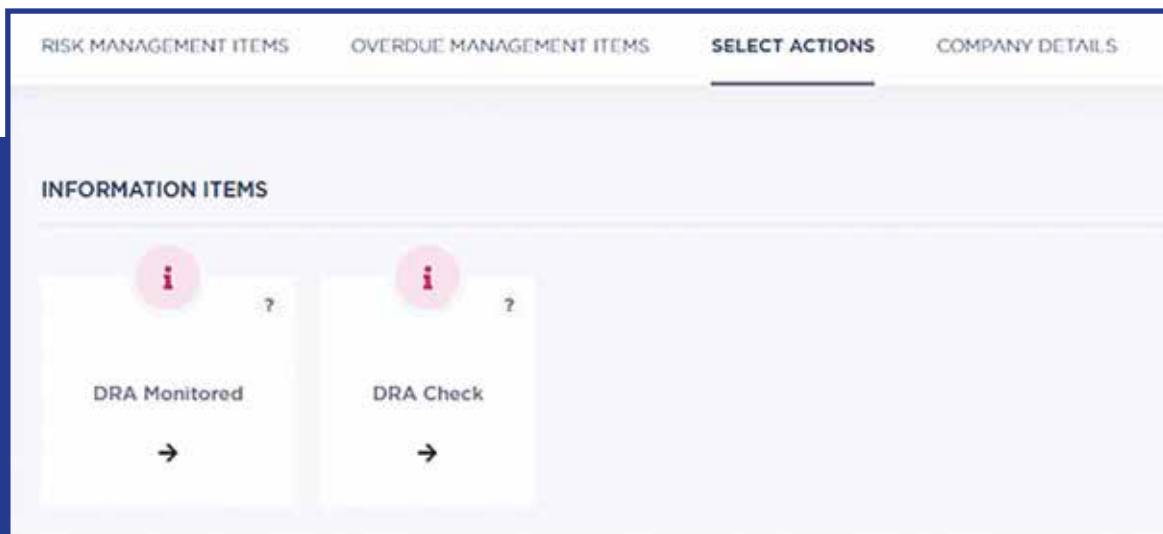 RISK MANAGEMENT ITEMS OVERDUE MANAGEMENT ITEMS SELECT ACTIONS COMPANY DETAILS
INFORMATION ITEMS
i i
? ?
DRA Monitored DRA Check
→ →